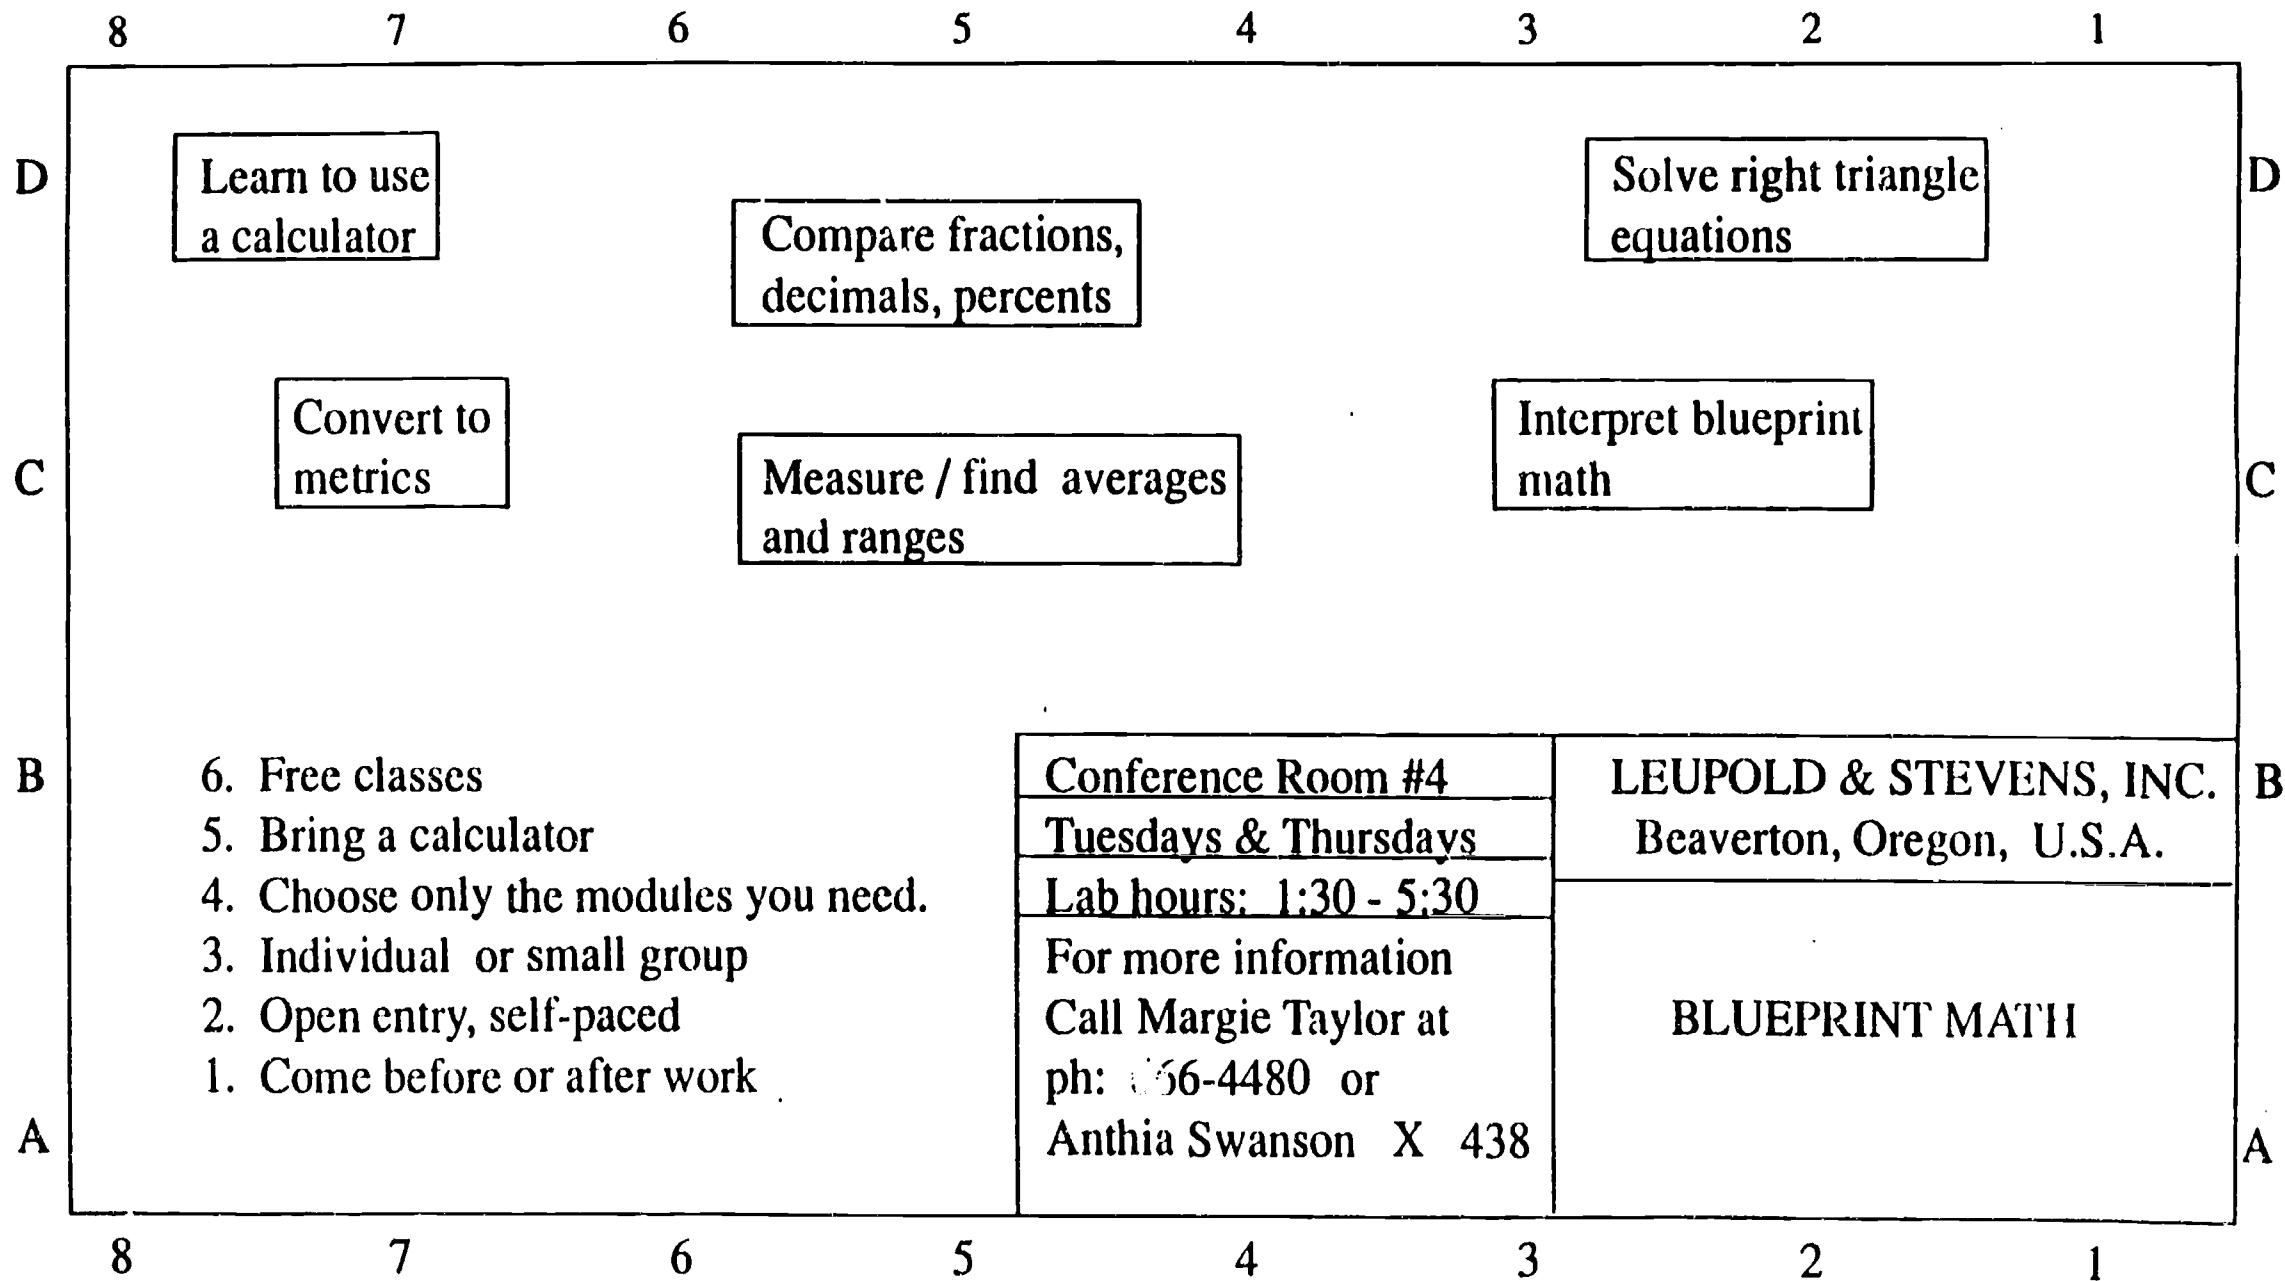 8 7 6 5 4 3 2 1
D
Learn to use
a calculator
Compare fractions,
decimals, percents
Solve right triangle
equations
D
C
Convert to
metrics
Measure / find averages
and ranges
Interpret blueprint
math
C
B
6. Free classes
5. Bring a calculator
4. Choose only the modules you need.
3. Individual or small group
2. Open entry, self-paced
1. Come before or after work
A
Conference Room #4
Tuesdays & Thursdays
Lab hours: 1:30 - 5:30
For more information
Call Margie Taylor at
ph: 66-4480 or
Anthia Swanson X 438
LEUPOLD & STEVENS, INC.
Beaverton, Oregon, U.S.A.
BLUEPRINT MATH
B
A
8 7 6 5 4 3 2 1